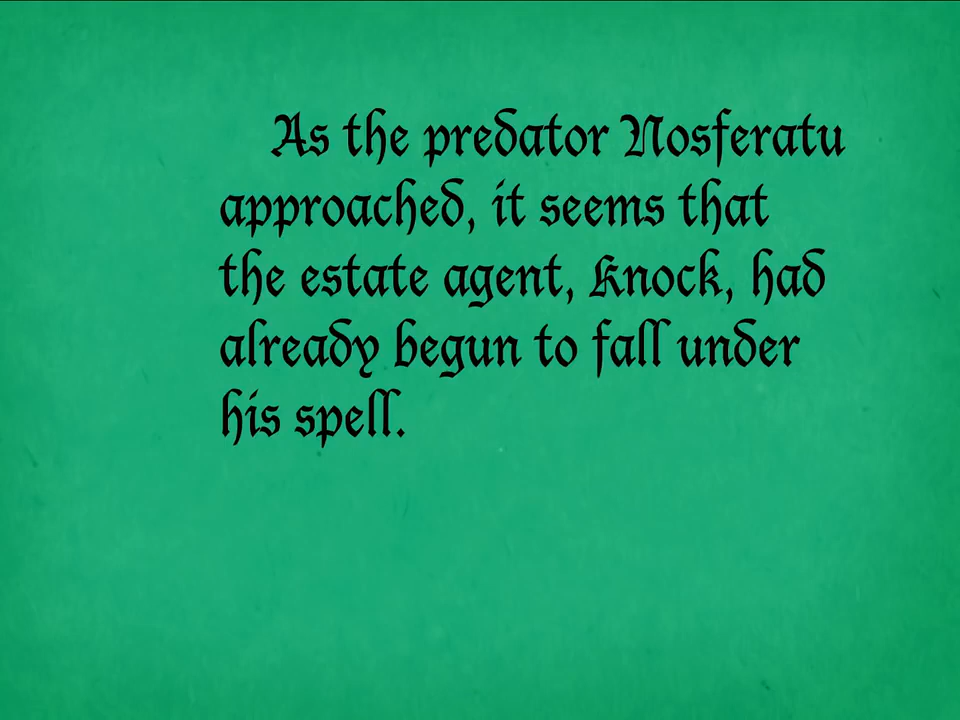 As the predator Nosferatu
approached, it seems that
the estate agent, Knock, had
already begun to fall under
his spell.